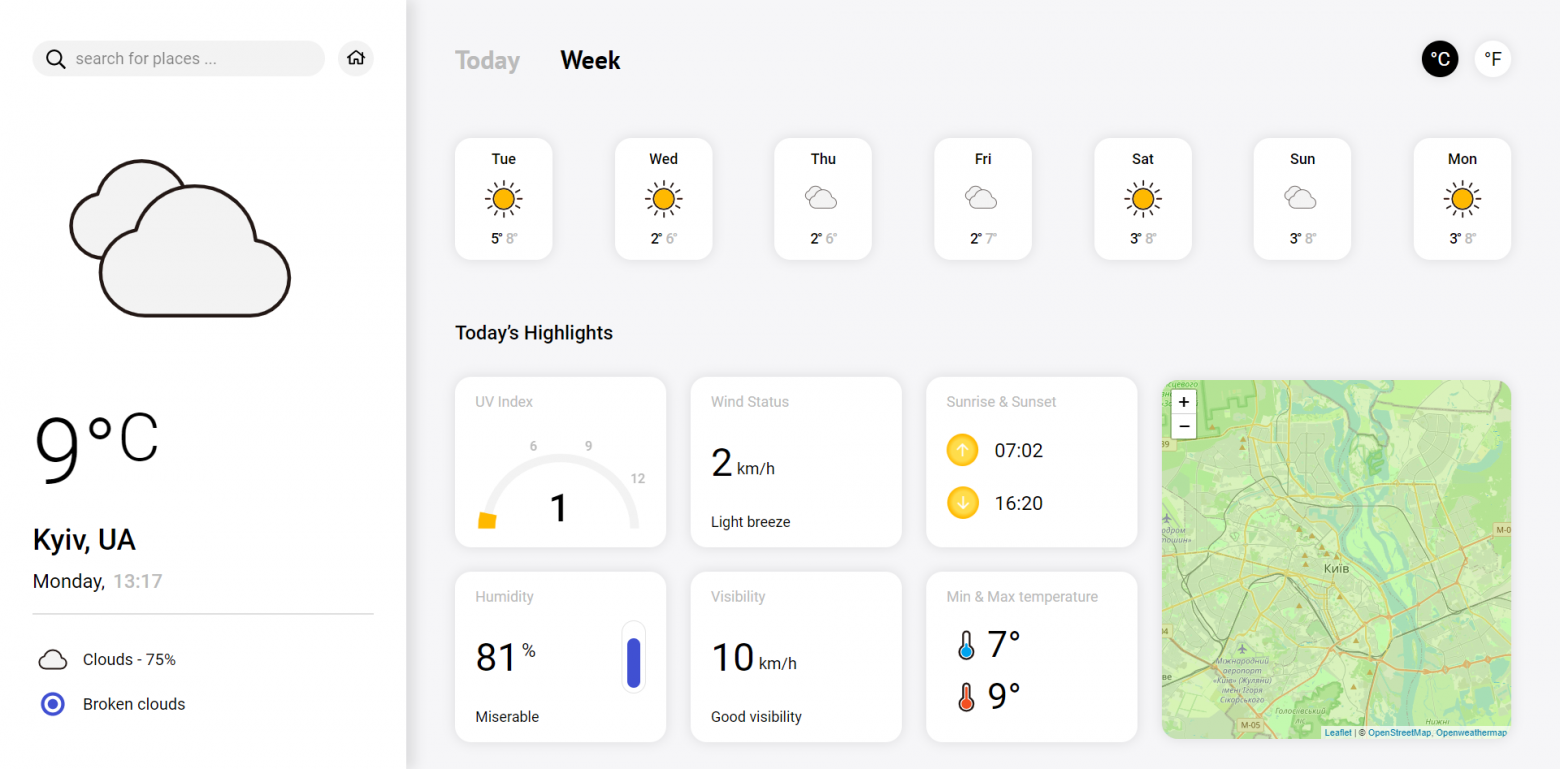 search for places ...
9°C
Kyiv, UA
Monday, 13:17
Clouds - 75%
Broken clouds
Today Week
°C °F
Tue Wed Thu Fri Sat Sun Mon
5° 8° 2° 6° 2° 6° 2° 7° 3° 8° 3° 8° 3° 8°
Today's Highlights
UV Index
6 9
12
1
Wind Status
2 km/h
Light breeze
Sunrise & Sunset
07:02
16:20
Humidity
81 %
Miserable
Visibility
10 km/h
Good visibility
Min & Max temperature
7°
9°
+
−
Київ
Міжнародний
аеропорт
«Київ» (Жуляни)
імені Ігоря
Сікорського
Голосіївський
ліс
M-05
Нижні
Leaflet | © OpenStreetMap, Openweathermap